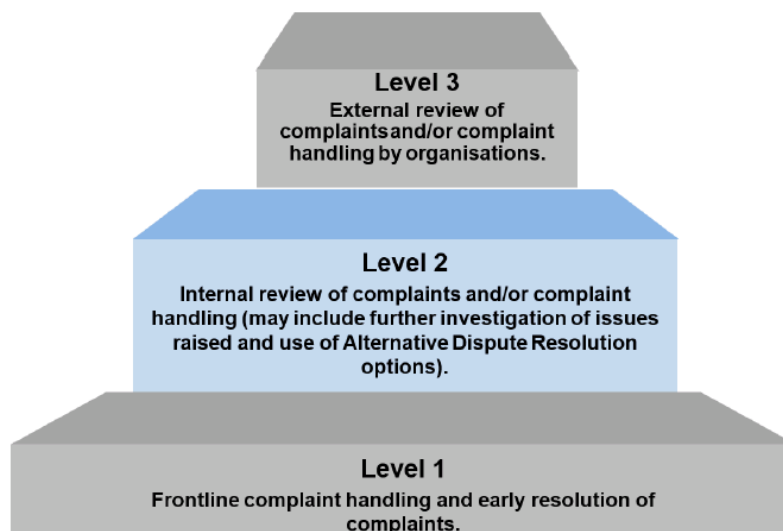 Level 3
External review of
complaints and/or complaint
handling by organisations.
Level 2
Internal review of complaints and/or complaint
handling (may include further investigation of issues
raised and use of Alternative Dispute Resolution
options).
Level 1
Frontline complaint handling and early resolution of
complaints.